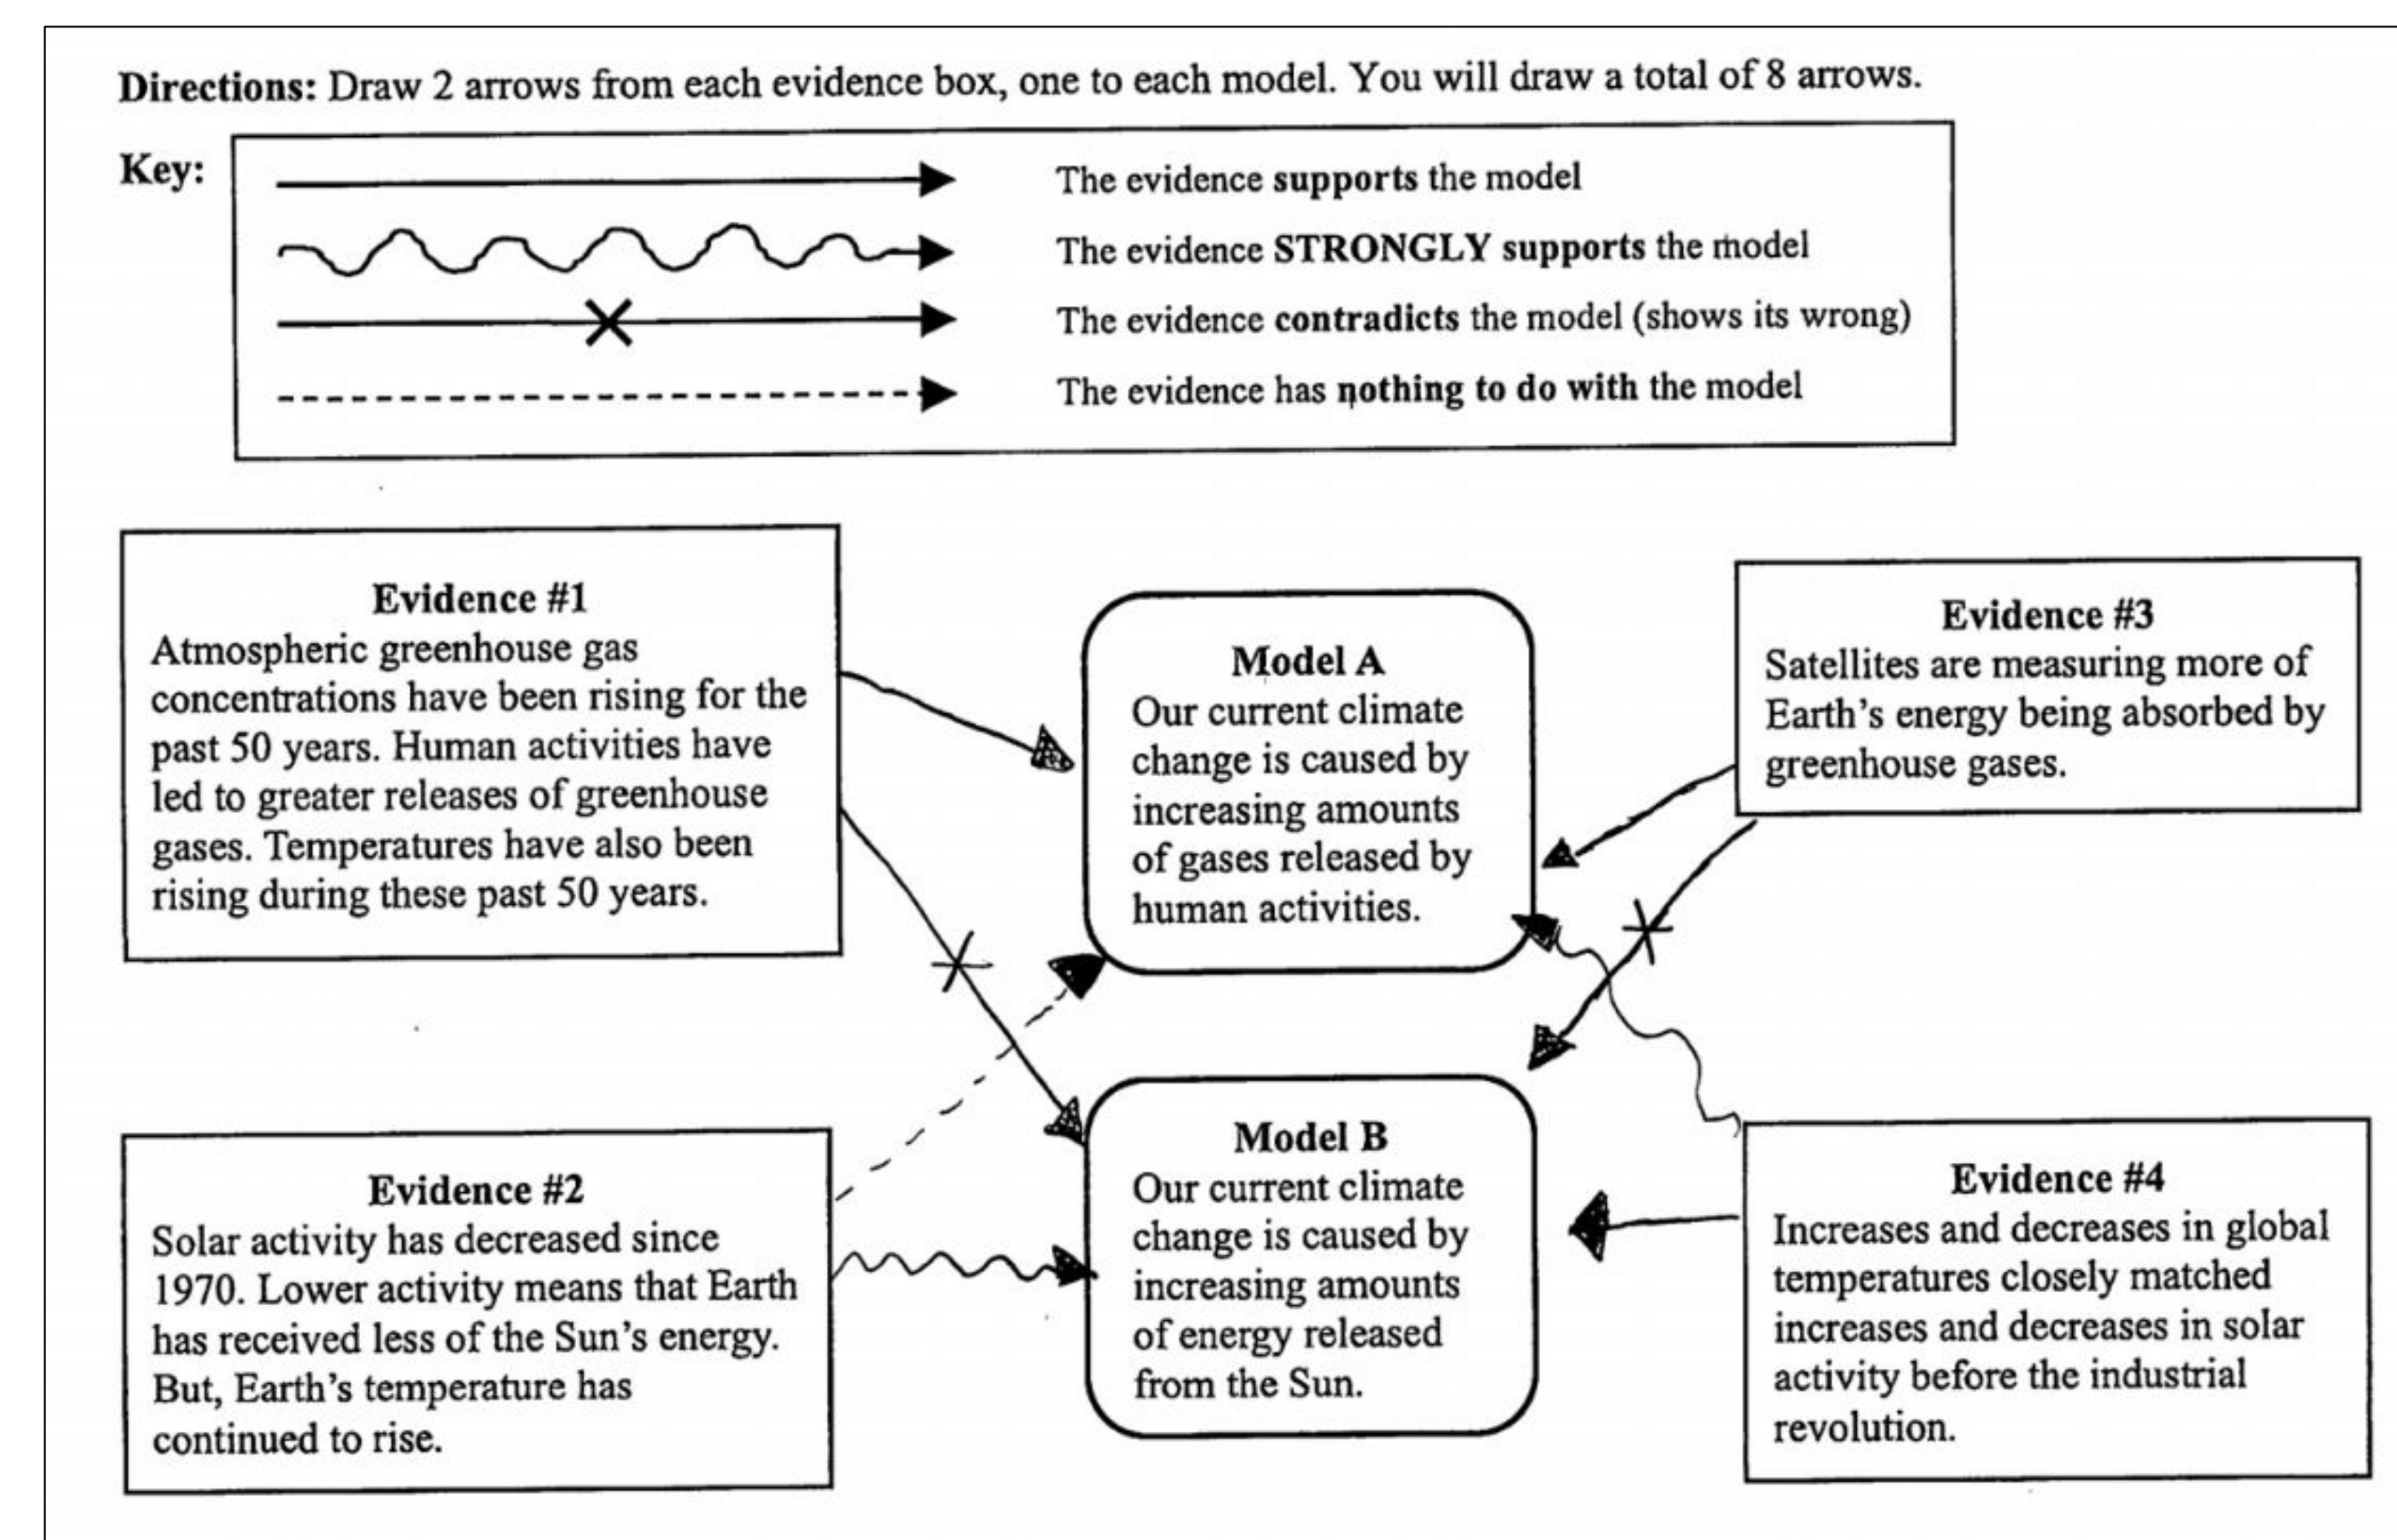 Directions: Draw 2 arrows from each evidence box, one to each model. You will draw a total of 8 arrows.
Key:
The evidence supports the model
The evidence STRONGLY supports the model
The evidence contradicts the model (shows its wrong)
The evidence has nothing to do with the model
Evidence #1
Atmospheric greenhouse gas
concentrations have been rising for the
past 50 years. Human activities have
led to greater releases of greenhouse
gases. Temperatures have also been
rising during these past 50 years.
Model A
Our current climate
change is caused by
increasing amounts
of gases released by
human activities.
Evidence #3
Satellites are measuring more of
Earth's energy being absorbed by
greenhouse gases.
Evidence #2
Solar activity has decreased since
1970. Lower activity means that Earth
has received less of the Sun's energy.
But, Earth's temperature has
continued to rise.
Model B
Our current climate
change is caused by
increasing amounts
of energy released
from the Sun.
Evidence #4
Increases and decreases in global
temperatures closely matched
increases and decreases in solar
activity before the industrial
revolution.